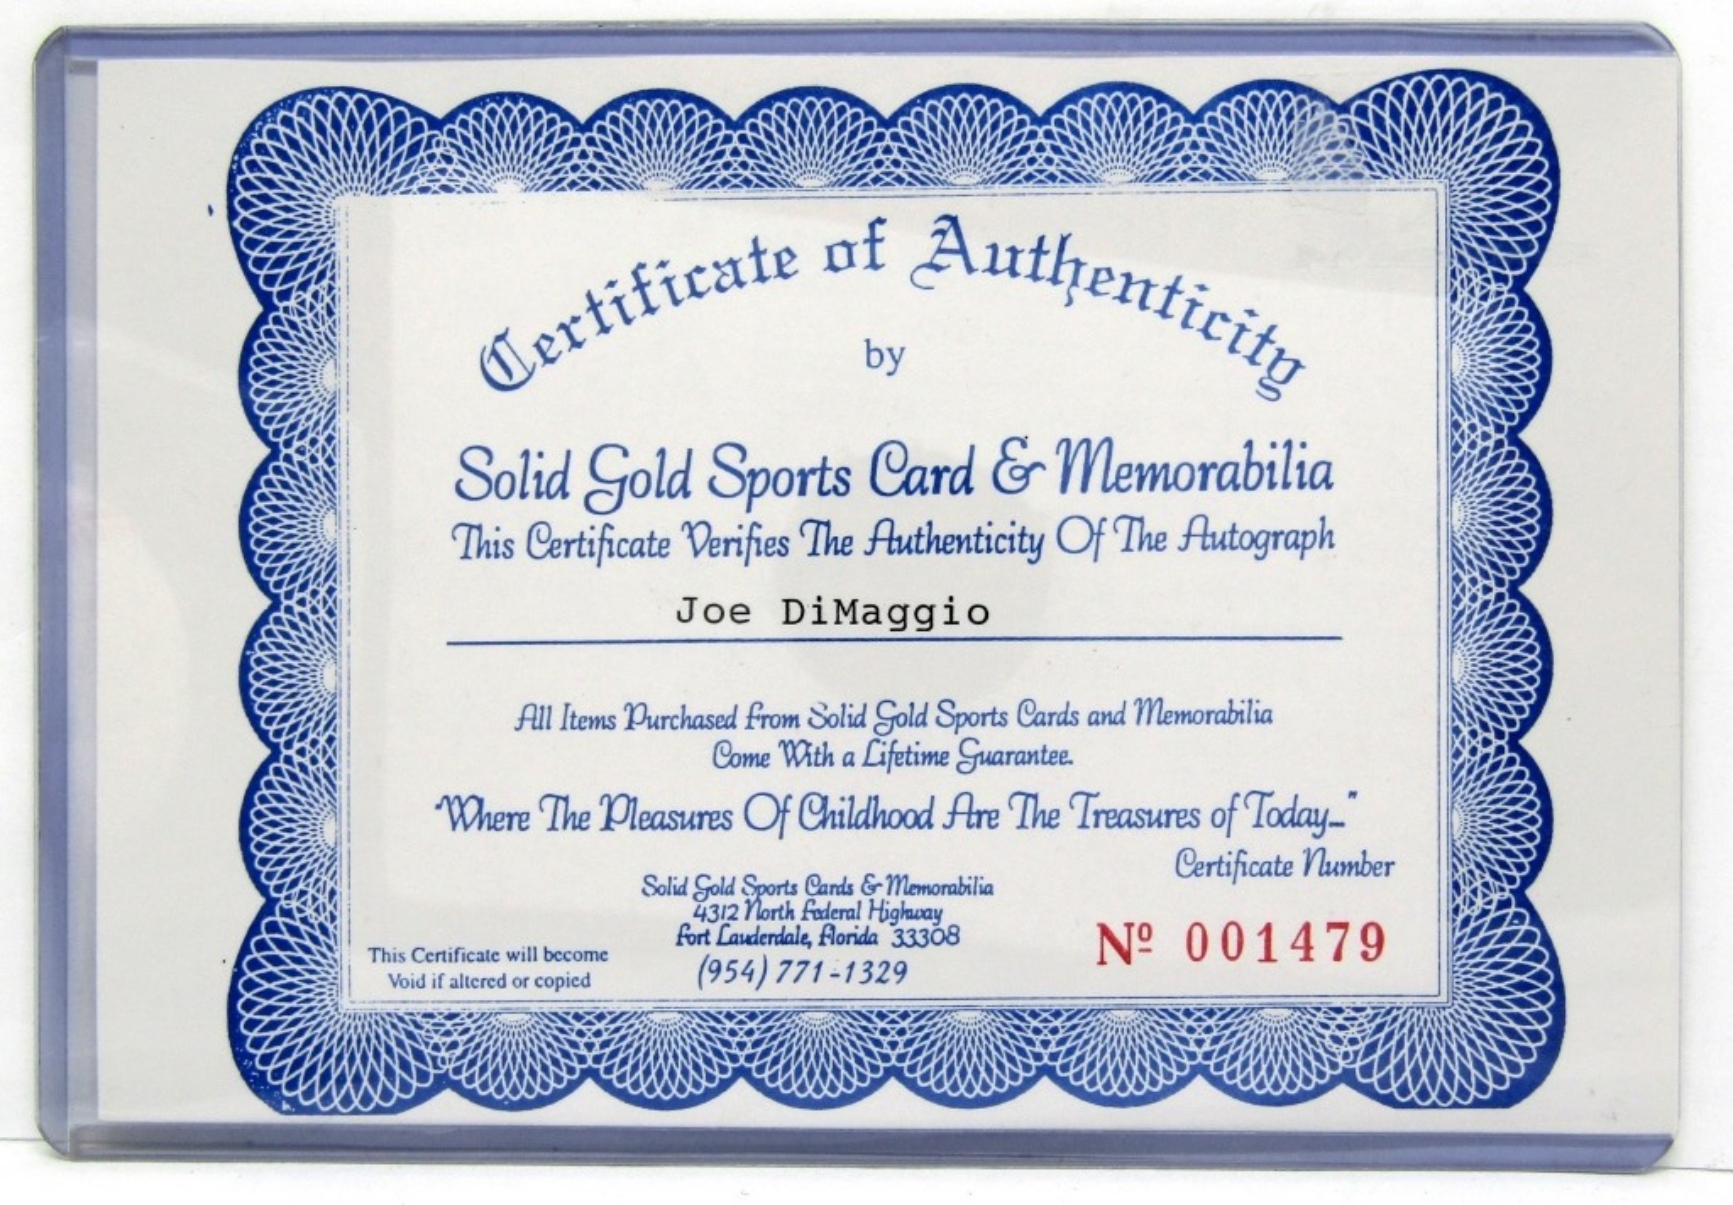 Certificate of Authenticity
by
Solid Gold Sports Card & Memorabilia
This Certificate Verifies The Authenticity Of The Autograph
Joe DiMaggio
All Items Purchased From Solid Gold Sports Cards and Memorabilia
Come With a Lifetime Guarantee.
"Where The Pleasures Of Childhood Are The Treasures of Today..."
Certificate Number
Solid Gold Sports Cards & Memorabilia
4312 North Federal Highway
Fort Lauderdale, Florida 33308
(954) 771-1329
This Certificate will become
Void if altered or copied
Nº 001479